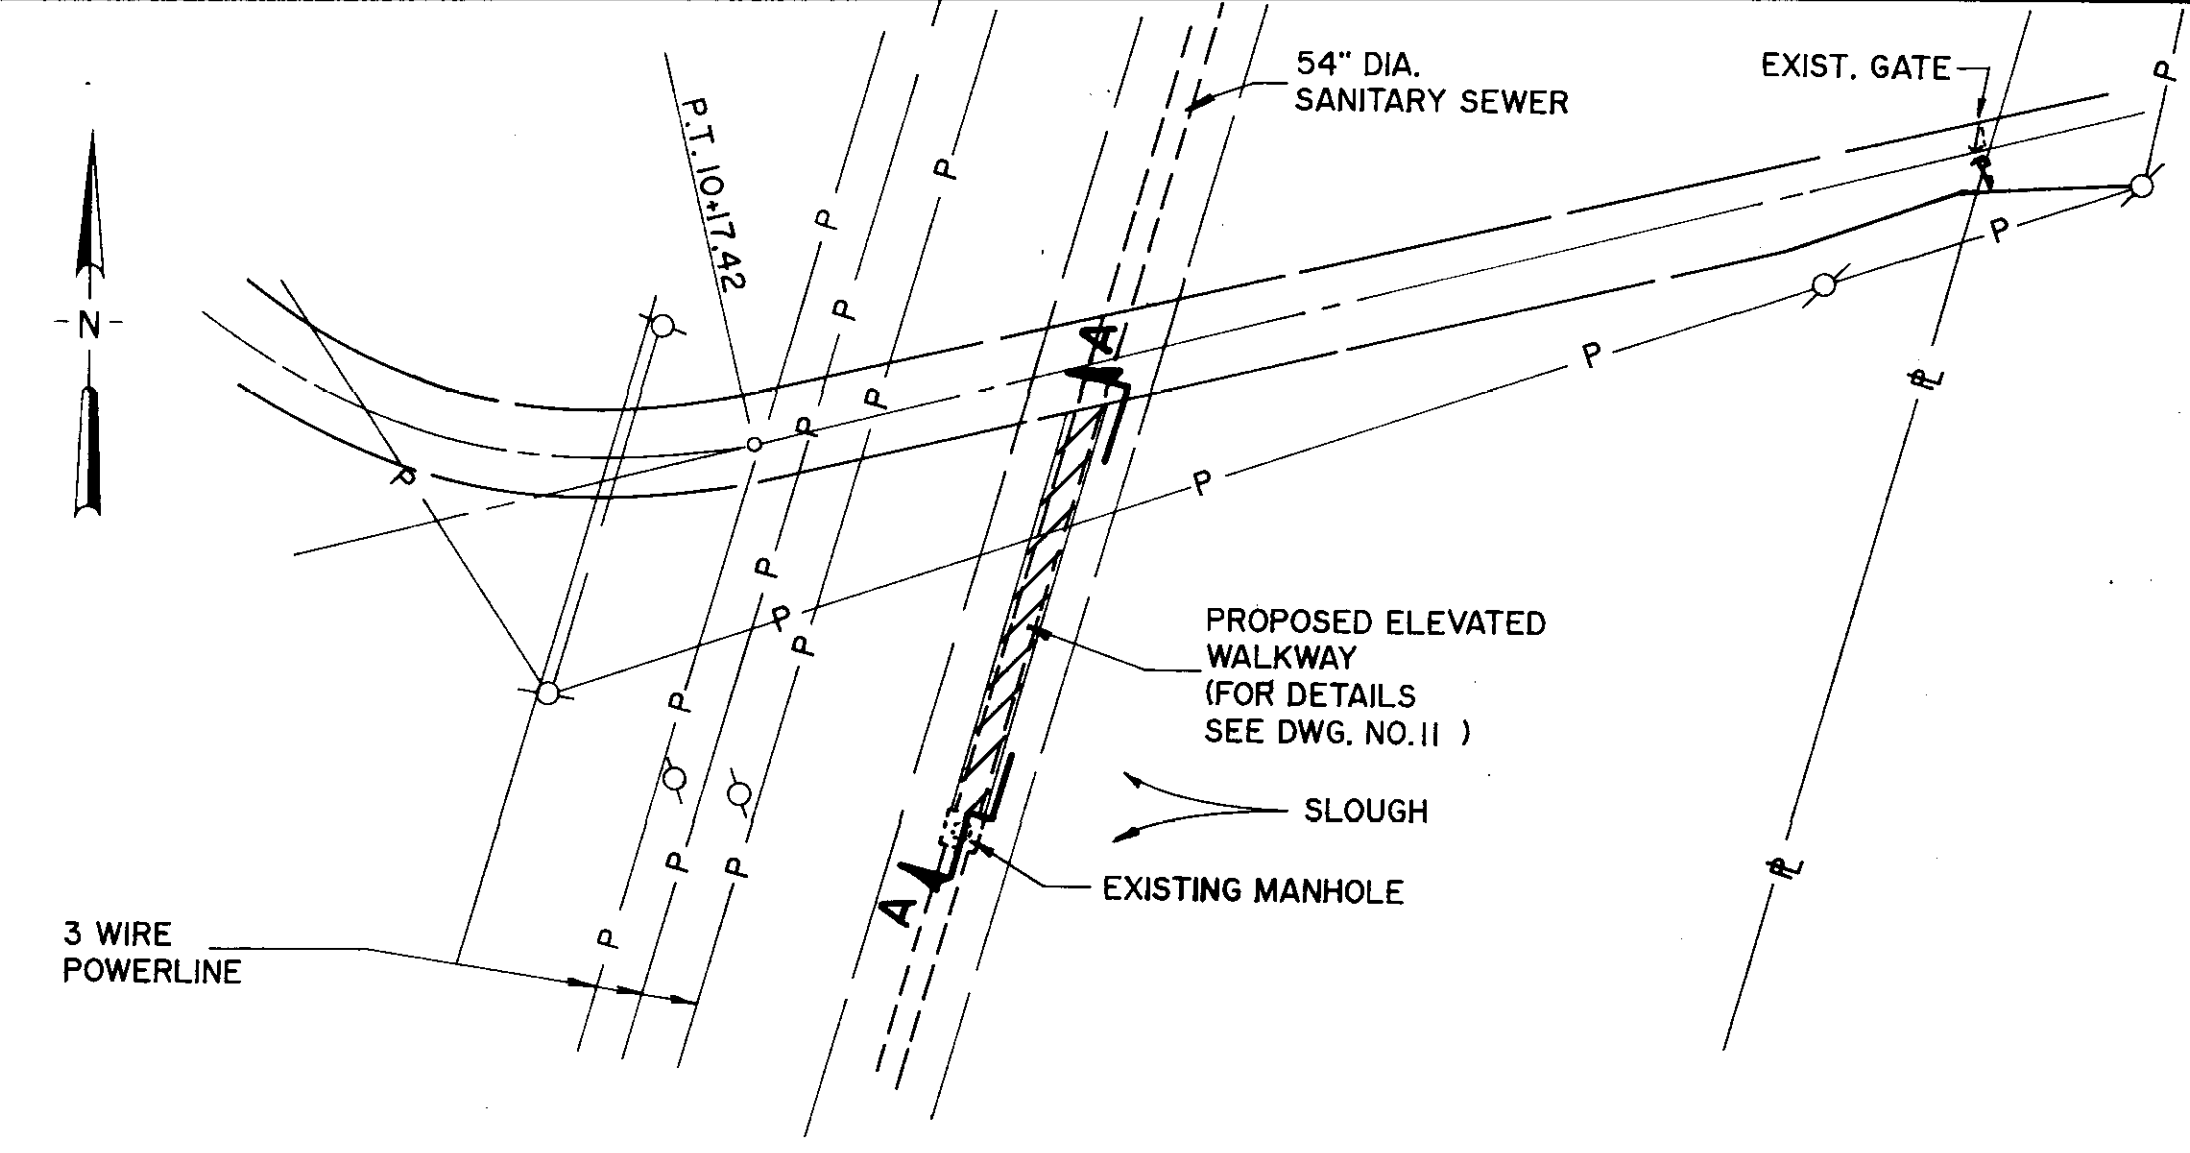 54" DIA.
SANITARY SEWER
EXIST. GATE
P
P.T. 10+17.42
P
P
P
P
N
A
P
P
P
P
P
P
P
P
P
P
PROPOSED ELEVATED
WALKWAY
(FOR DETAILS
SEE DWG. NO. 11 )
P
P
SLOUGH
P
P
P
EXISTING MANHOLE
A
3 WIRE
POWERLINE
P